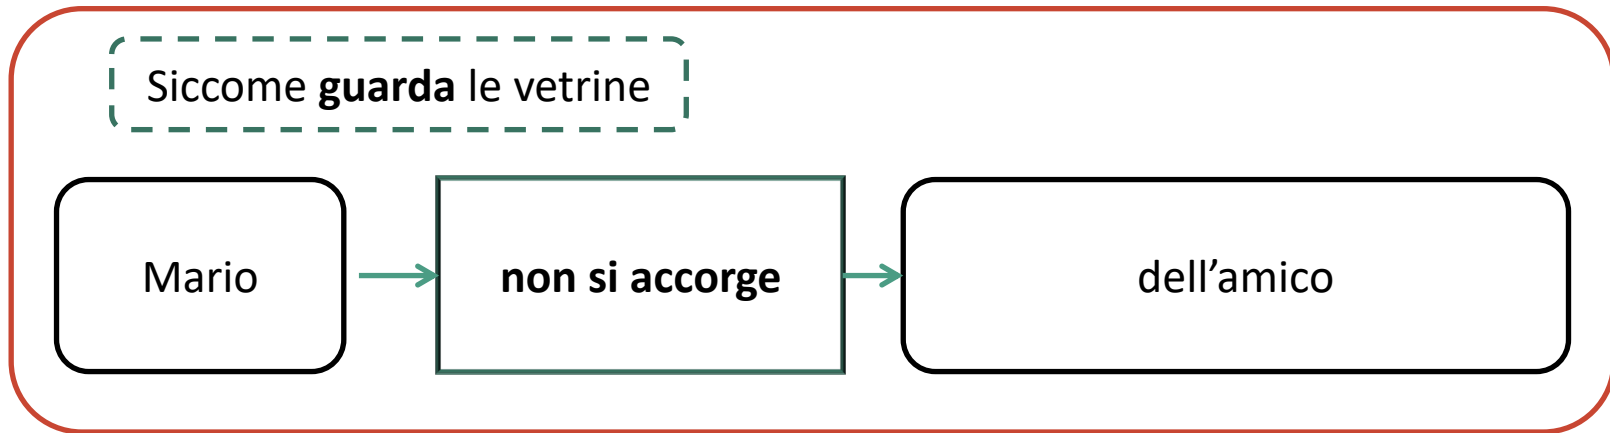 Siccome guarda le vetrine
Mario non si accorge dell’amico